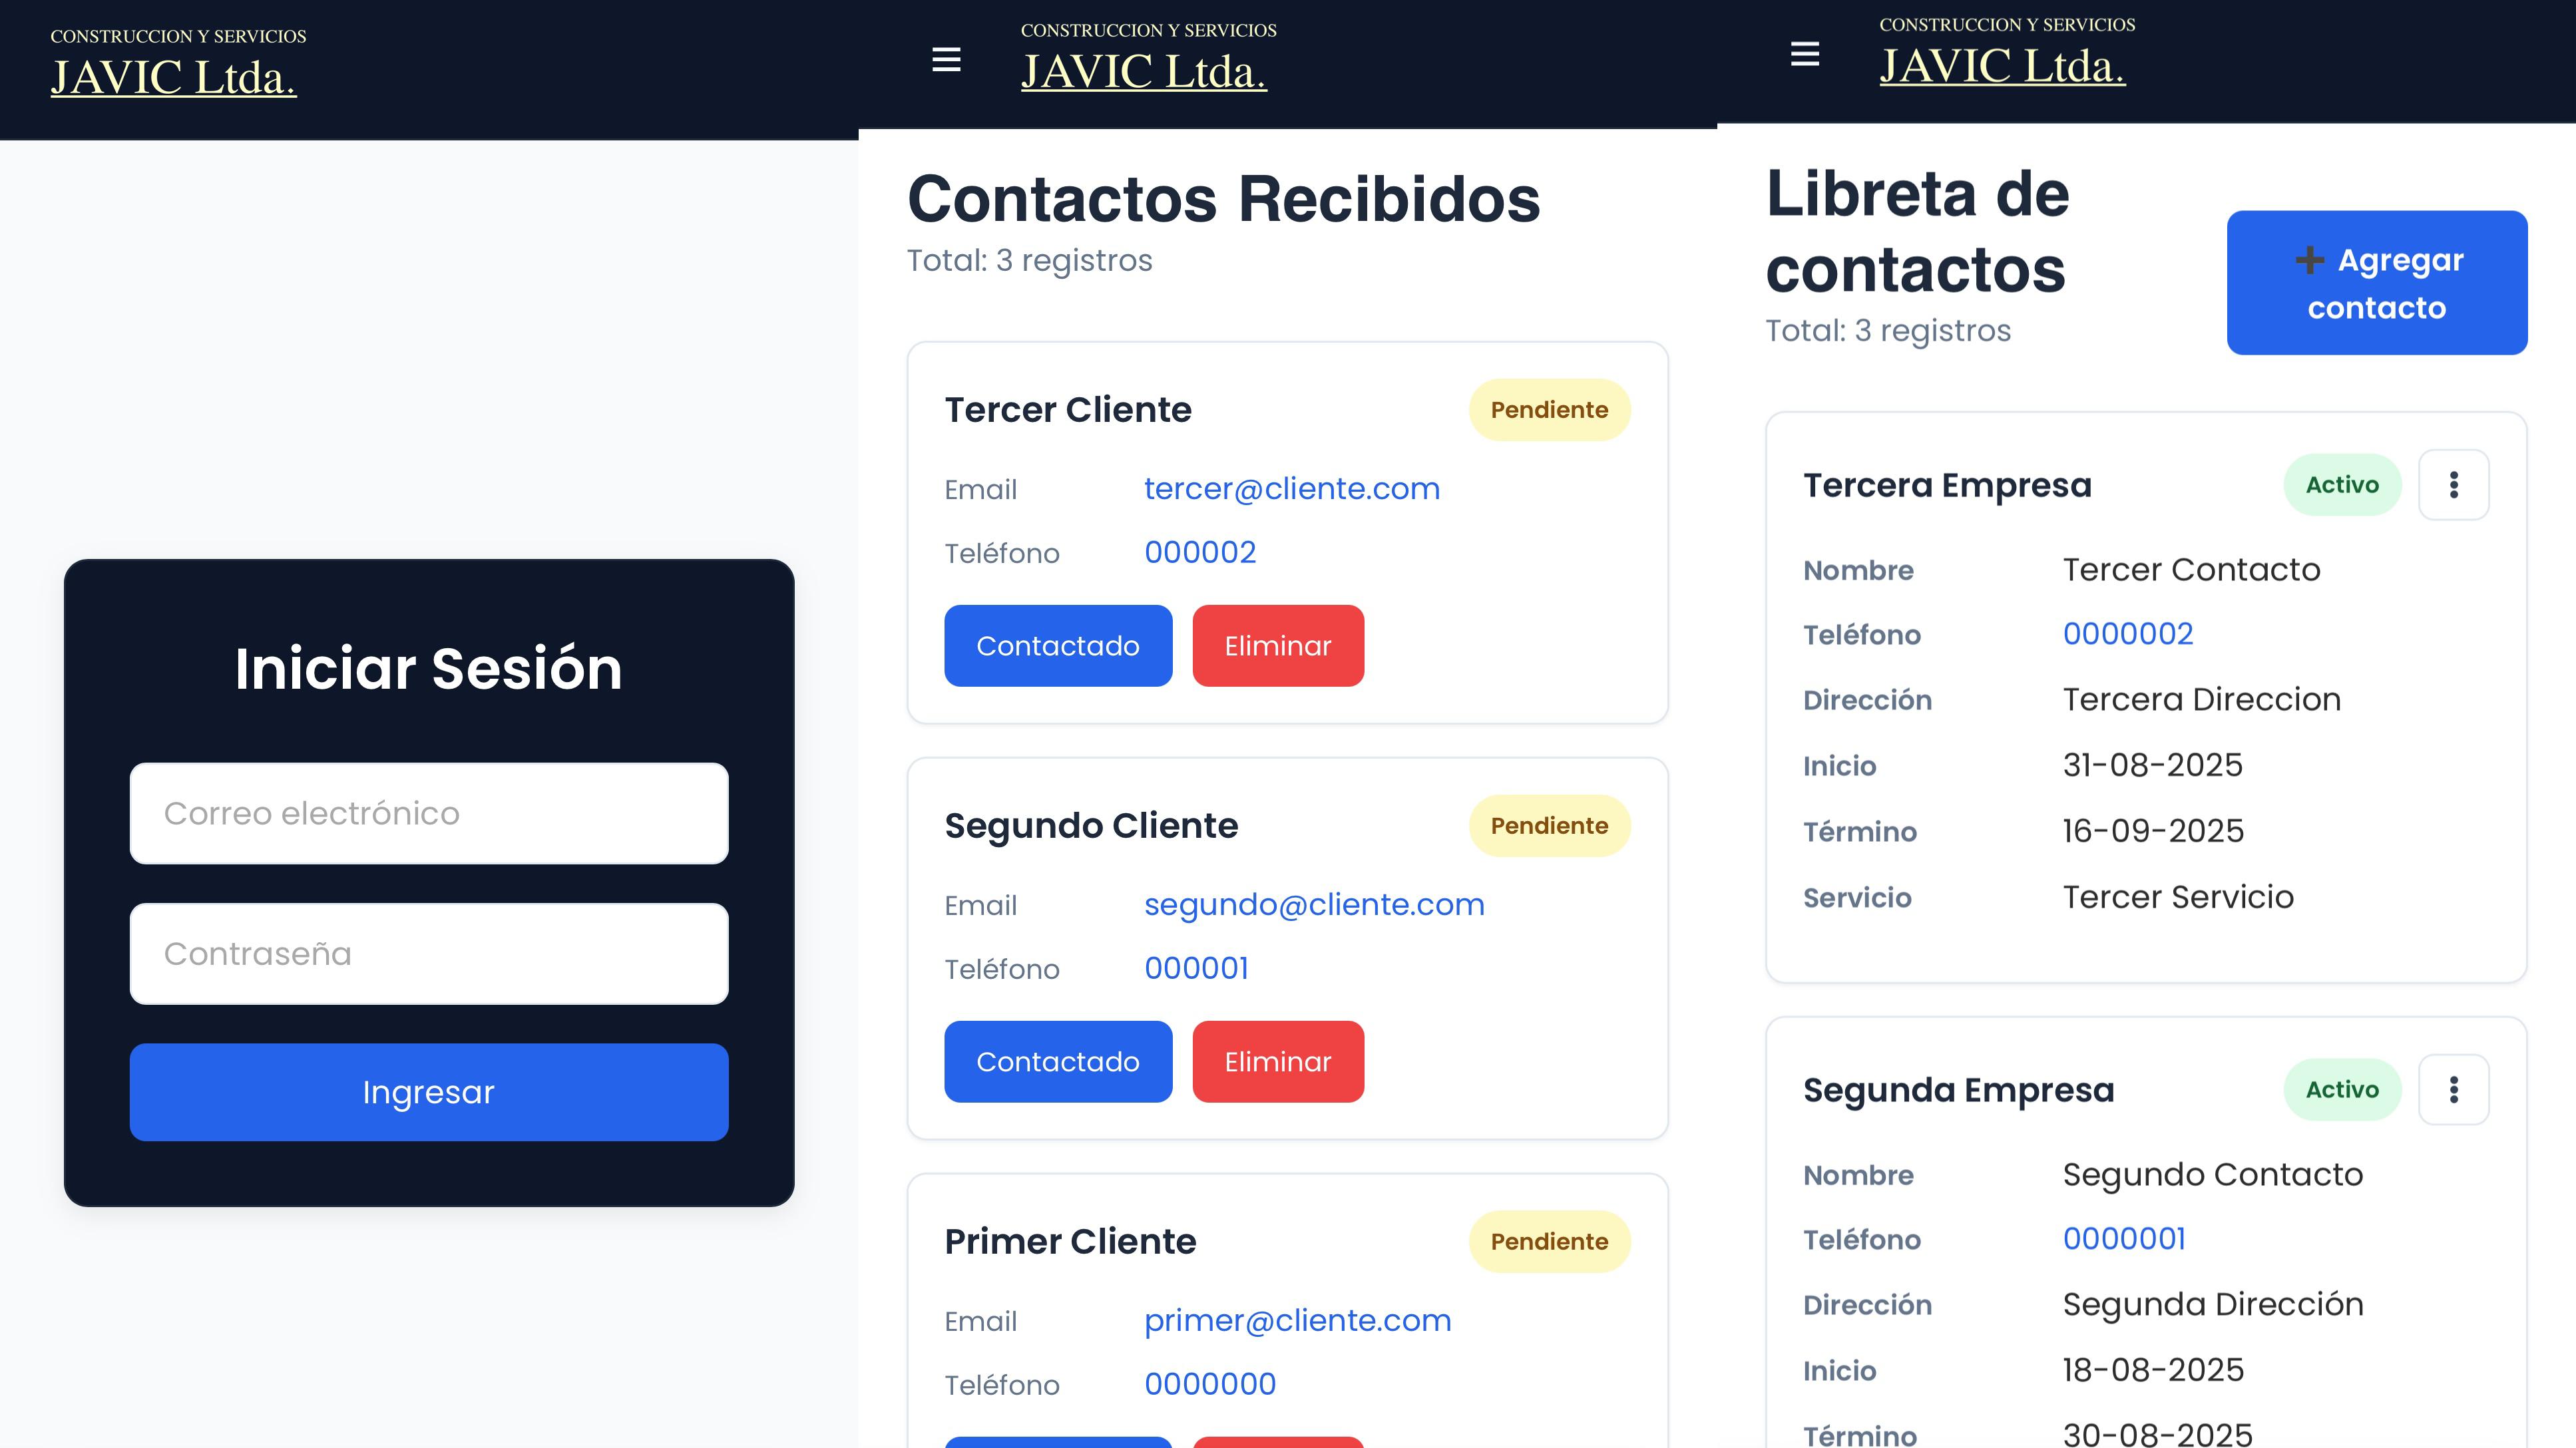 CONSTRUCCION Y SERVICIOS
JAVIC Ltda.
Iniciar Sesión
Correo electrónico
Contraseña
Ingresar
CONSTRUCCION Y SERVICIOS
JAVIC Ltda.
Contactos Recibidos
Total: 3 registros
Tercer Cliente
Pendiente
Email tercer@cliente.com
Teléfono 000002
Contactado Eliminar
Segundo Cliente
Pendiente
Email segundo@cliente.com
Teléfono 000001
Contactado Eliminar
Primer Cliente
Pendiente
Email primer@cliente.com
Teléfono 0000000
CONSTRUCCION Y SERVICIOS
JAVIC Ltda.
Libreta de
contactos
Total: 3 registros
➕ Agregar
contacto
Tercera Empresa
Activo
Nombre Tercer Contacto
Teléfono 0000002
Dirección Tercera Direccion
Inicio 31-08-2025
Término 16-09-2025
Servicio Tercer Servicio
Segunda Empresa
Activo
Nombre Segundo Contacto
Teléfono 0000001
Dirección Segunda Dirección
Inicio 18-08-2025
Término 30-08-2025